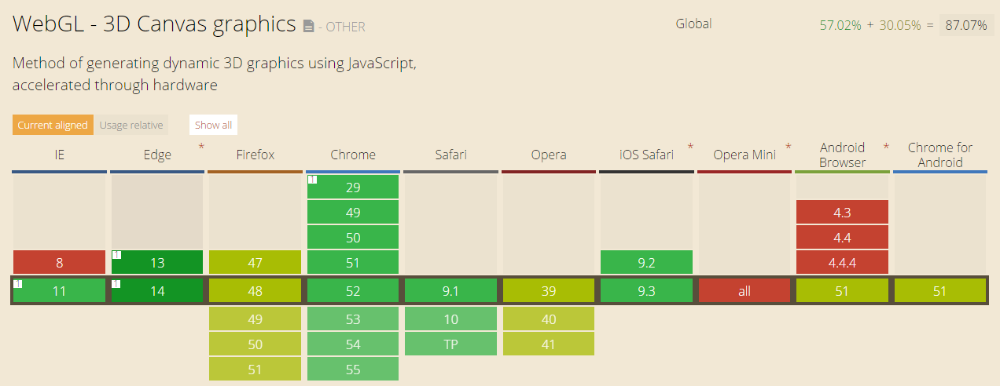 WebGL - 3D Canvas graphics - OTHER
Global 57.02% + 30.05% = 87.07%
Method of generating dynamic 3D graphics using JavaScript,
accelerated through hardware
Current aligned Usage relative Show all
IE Edge * Firefox Chrome Safari Opera iOS Safari * Opera Mini * Android Browser * Chrome for Android
1 29
49 4.3
50 4.4
8 1 13 47 51 9.2 4.4.4
1 11 1 14 48 52 9.1 39 9.3 all 51 51
49 53 10 40
50 54 TP 41
51 55